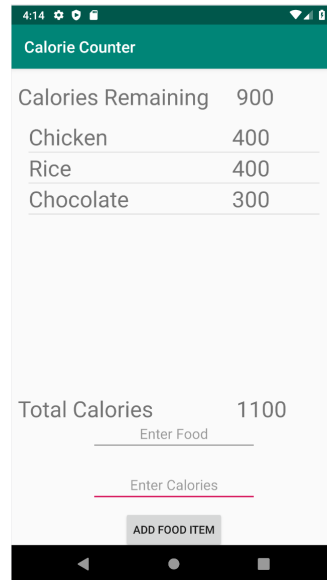 4:14
Calorie Counter
Calories Remaining 900
Chicken 400
Rice 400
Chocolate 300
Total Calories 1100
Enter Food
Enter Calories
ADD FOOD ITEM